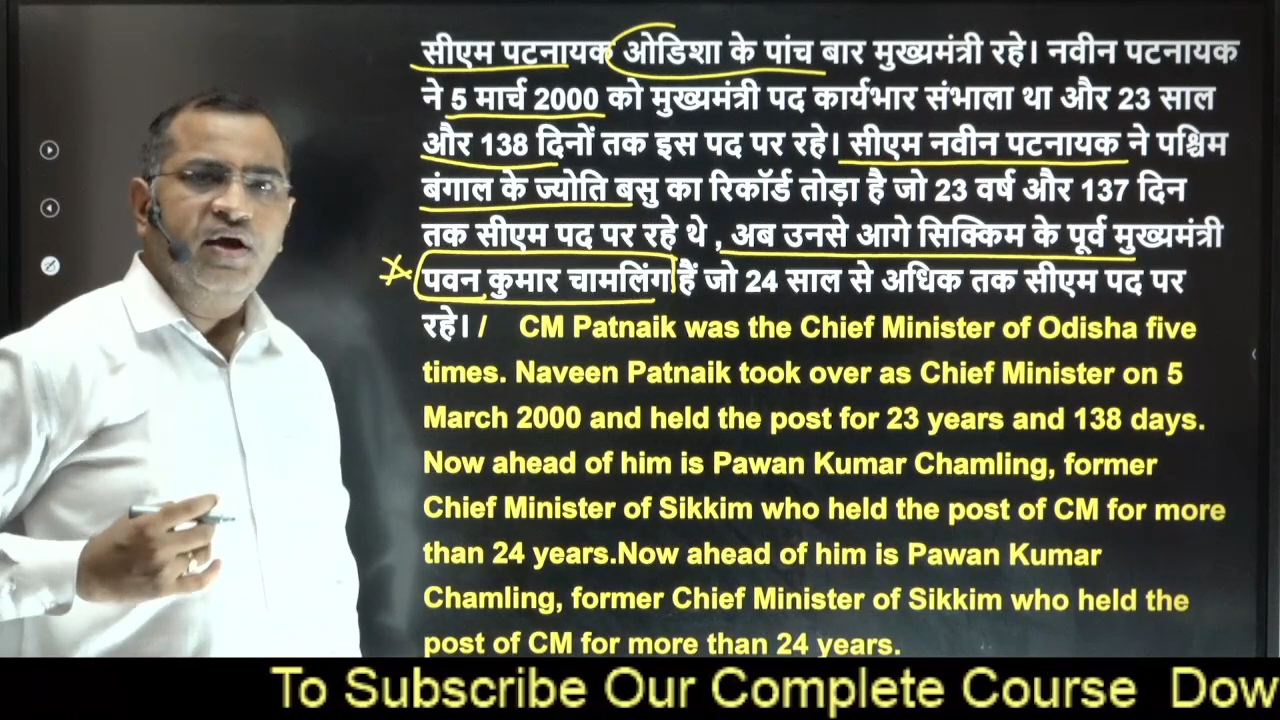 सीएम पटनायक ओडिशा के पांच बार मुख्यमंत्री रहे। नवीन पटनायक
ने 5 मार्च 2000 को मुख्यमंत्री पद कार्यभार संभाला था और 23 साल
और 138 दिनों तक इस पद पर रहे। सीएम नवीन पटनायक ने पश्चिम
बंगाल के ज्योति बसु का रिकॉर्ड तोड़ा है जो 23 वर्ष और 137 दिन
तक सीएम पद पर रहे थे , अब उनसे आगे सिक्किम के पूर्व मुख्यमंत्री
पवन कुमार चामलिंग हैं जो 24 साल से अधिक तक सीएम पद पर
रहे। / CM Patnaik was the Chief Minister of Odisha five
times. Naveen Patnaik took over as Chief Minister on 5
March 2000 and held the post for 23 years and 138 days.
Now ahead of him is Pawan Kumar Chamling, former
Chief Minister of Sikkim who held the post of CM for more
than 24 years.Now ahead of him is Pawan Kumar
Chamling, former Chief Minister of Sikkim who held the
post of CM for more than 24 years.
To Subscribe Our Complete Course Dow